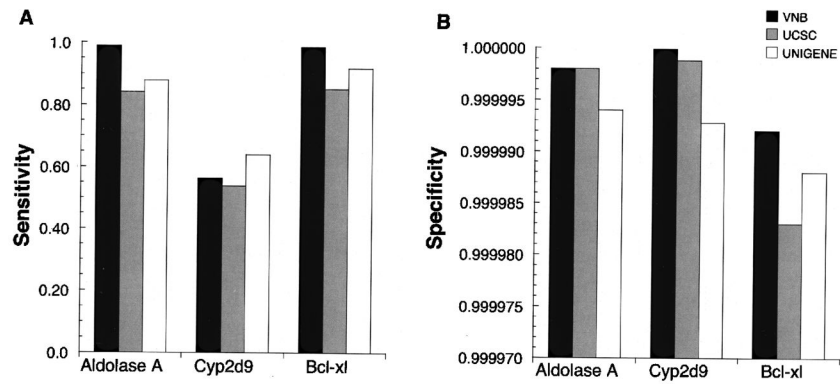 A
Sensitivity
1.0
0.80
0.60
0.40
0.20
0.0
Aldolase A Cyp2d9 Bcl-xl
B
VNB
UCSC
UNIGENE
Specificity
1.000000
0.999995
0.999990
0.999985
0.999980
0.999975
0.999970
Aldolase A Cyp2d9 Bcl-xl